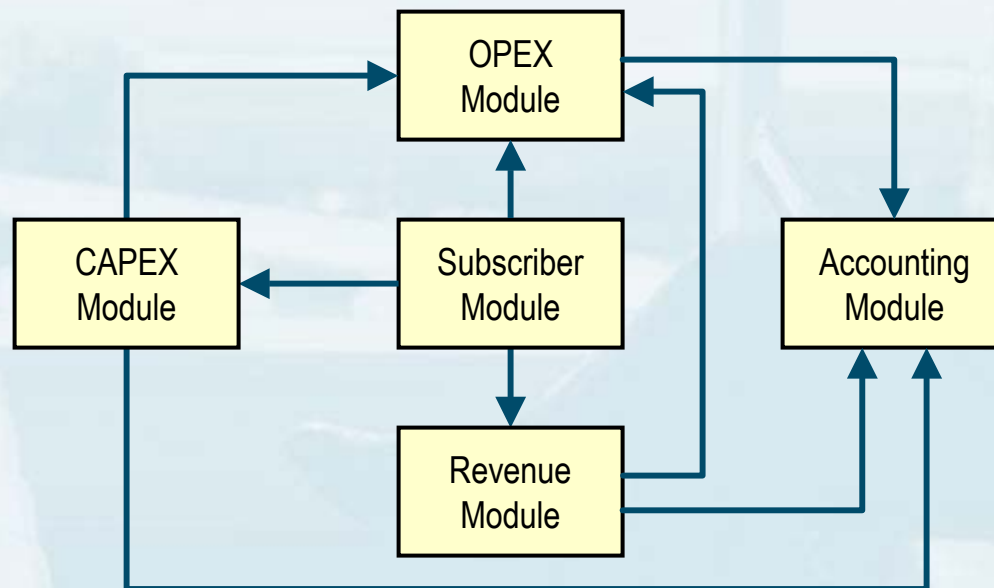 OPEX
Module
CAPEX
Module
Subscriber
Module
Accounting
Module
Revenue
Module